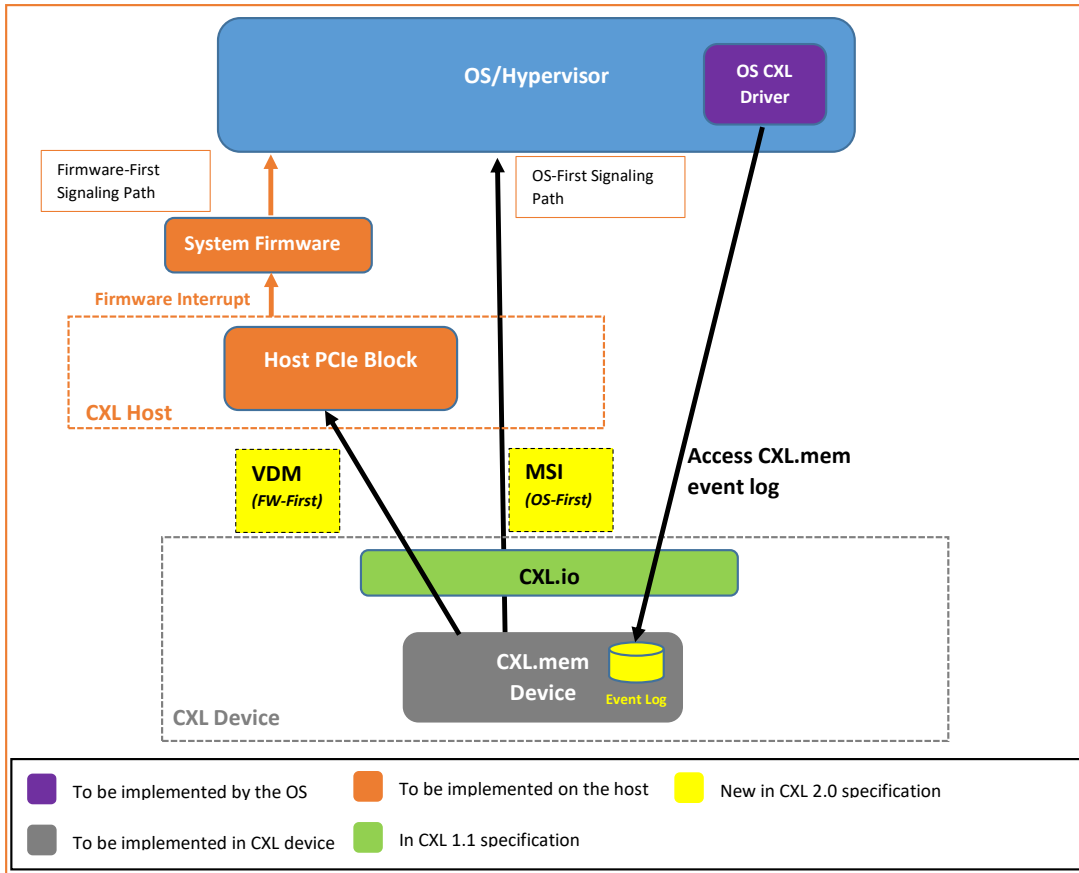 OS/Hypervisor
OS CXL
Driver
Firmware-First
Signaling Path
OS-First Signaling
Path
System Firmware
Firmware Interrupt
Host PCIe Block
CXL Host
VDM
(FW-First)
MSI
(OS-First)
Access CXL.mem
event log
CXL.io
CXL.mem
Device
Event Log
CXL Device
To be implemented by the OS
To be implemented on the host
New in CXL 2.0 specification
To be implemented in CXL device
In CXL 1.1 specification